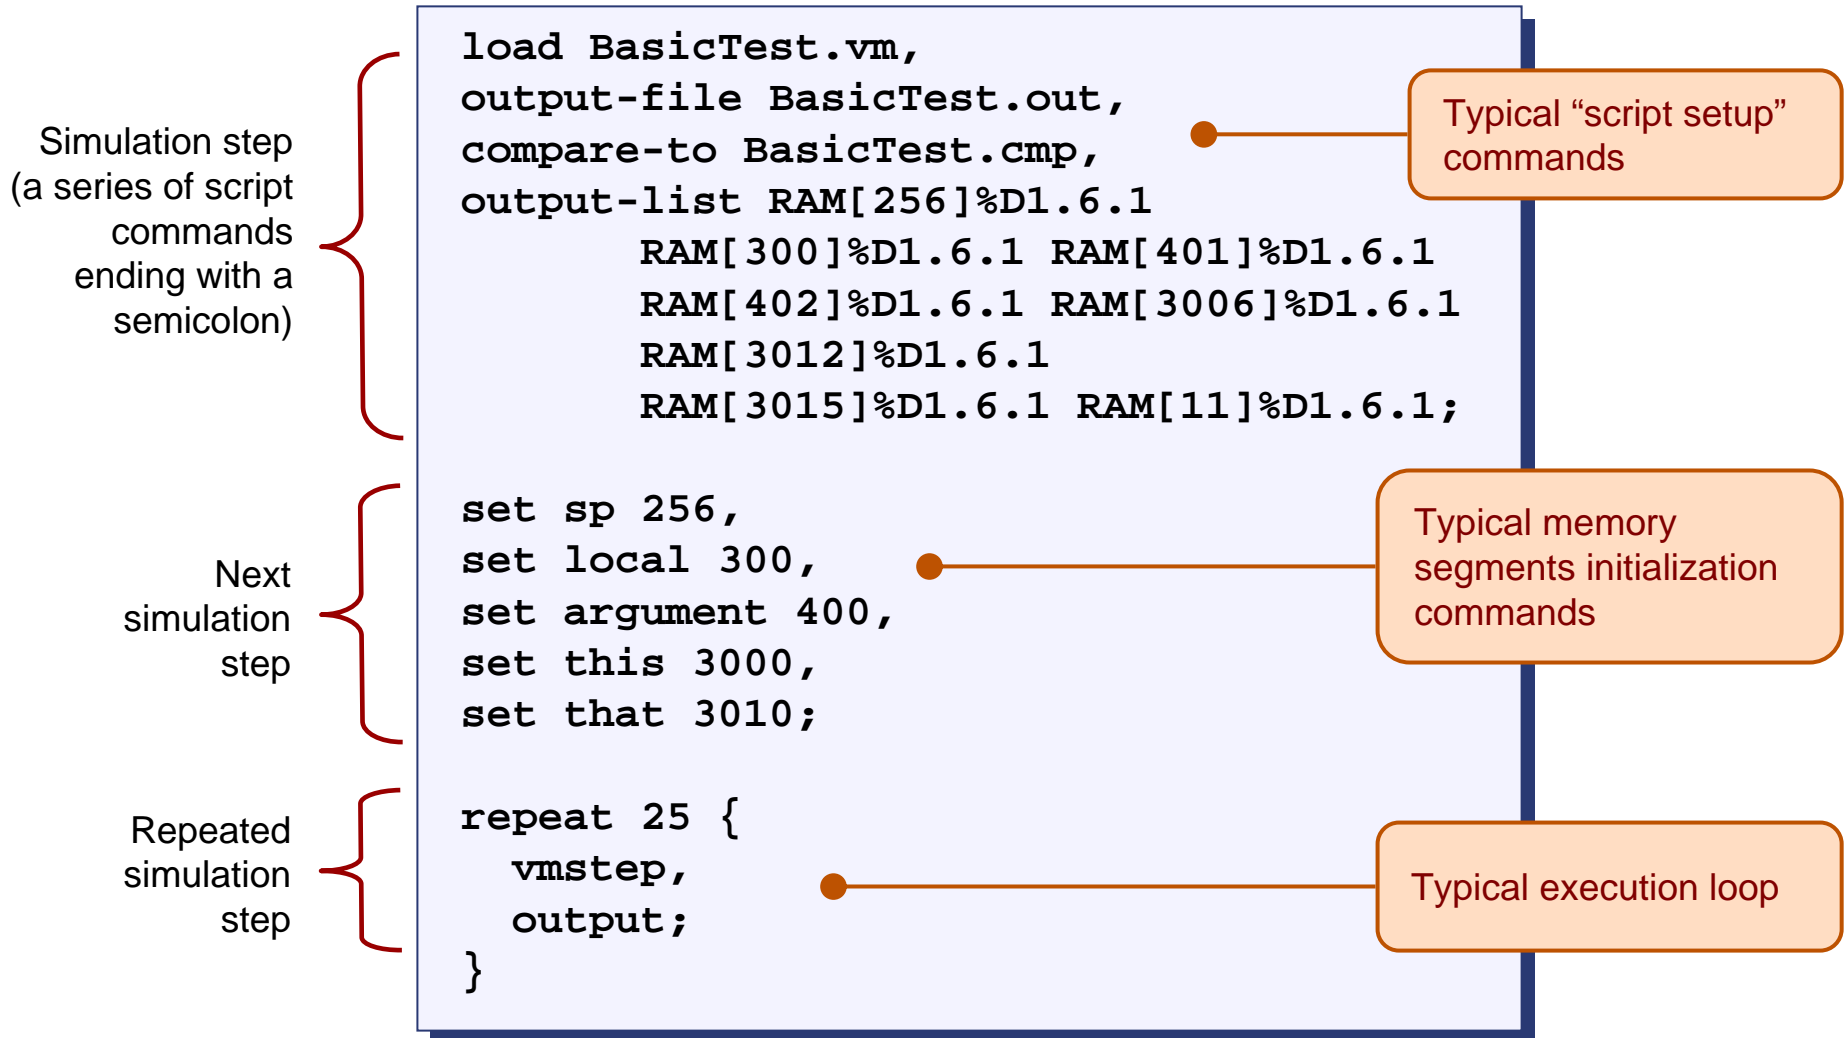 Simulation step
(a series of script
commands
ending with a
semicolon)
load BasicTest.vm,
output-file BasicTest.out,
compare-to BasicTest.cmp,
output-list RAM[256]%D1.6.1
RAM[300]%D1.6.1 RAM[401]%D1.6.1
RAM[402]%D1.6.1 RAM[3006]%D1.6.1
RAM[3012]%D1.6.1
RAM[3015]%D1.6.1 RAM[11]%D1.6.1;
Typical “script setup”
commands
Next
simulation
step
set sp 256,
set local 300,
set argument 400,
set this 3000,
set that 3010;
Typical memory
segments initialization
commands
Repeated
simulation
step
repeat 25 {
vmstep,
output;
}
Typical execution loop